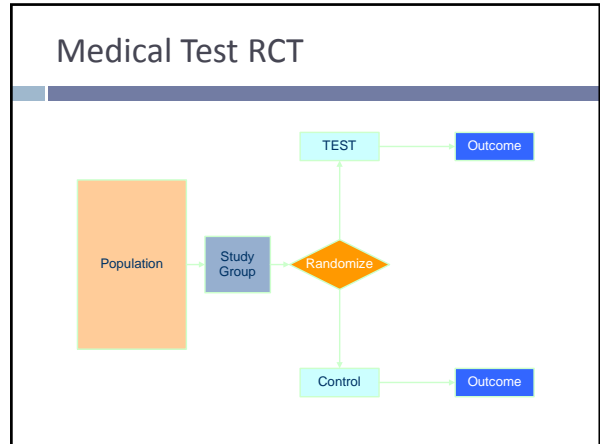 Medical Test RCT
TEST
Outcome
Population
Study
Group
Randomize
Control
Outcome